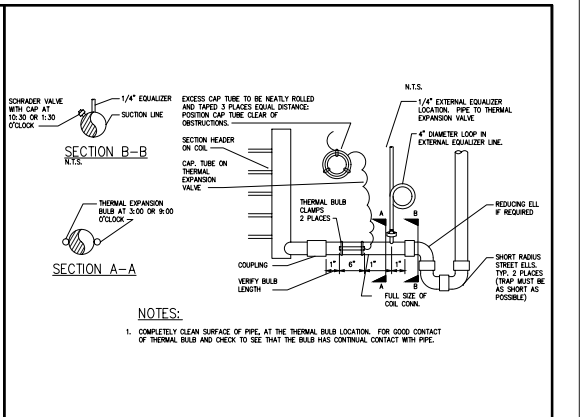 SCHRADER VALVE
WITH CAP AT
10:30 OR 1:30
O'CLOCK
1/4" EQUALIZER
SUCTION LINE
SECTION B-B
N.T.S.
THERMAL EXPANSION
BULB AT 3:00 OR 9:00
O'CLOCK
SECTION A-A
EXCESS CAP TUBE TO BE NEATLY ROLLED
AND TAPED 3 PLACES EQUAL DISTANCE:
POSITION CAP TUBE CLEAR OF
OBSTRUCTIONS.
SECTION HEADER
ON COIL
CAP. TUBE ON
THERMAL
EXPANSION
VALVE
THERMAL BULB
CLAMPS
2 PLACES
N.T.S.
1/4" EXTERNAL EQUALIZER
LOCATION. PIPE TO THERMAL
EXPANSION VALVE
4" DIAMETER LOOP IN
EXTERNAL EQUALIZER LINE.
A
B
REDUCING ELL
IF REQUIRED
COUPLING
VERIFY BULB
LENGTH
1"
6"
1"
1"
A
B
FULL SIZE OF
COIL CONN.
SHORT RADIUS
STREET ELLS.
TYP. 2 PLACES
(TRAP MUST BE
AS SHORT AS
POSSIBLE)
NOTES:
1. COMPLETELY CLEAN SURFACE OF PIPE, AT THE THERMAL BULB LOCATION. FOR GOOD CONTACT
OF THERMAL BULB AND CHECK TO SEE THAT THE BULB HAS CONTINUAL CONTACT WITH PIPE.